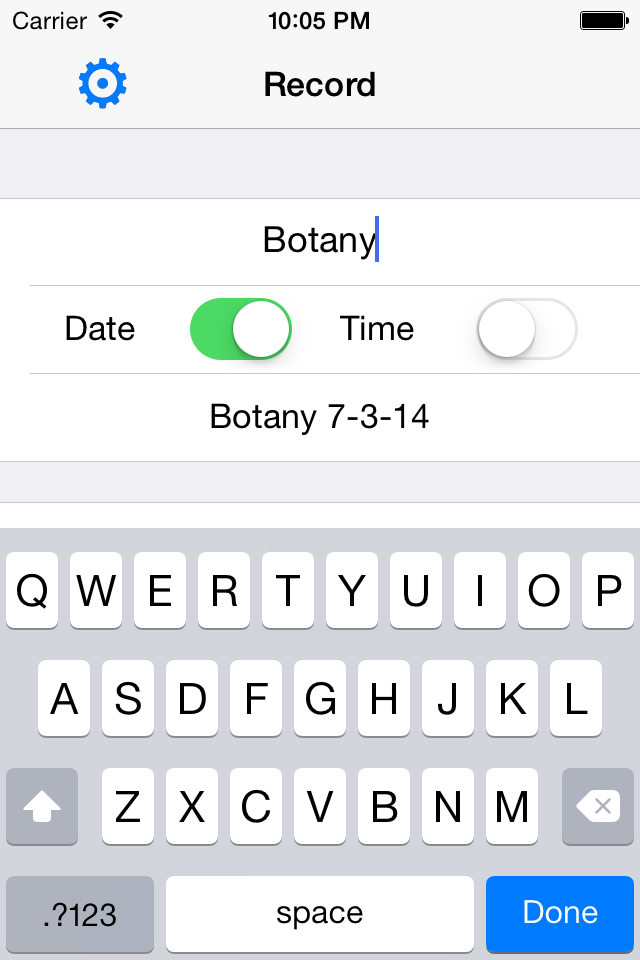 Carrier 10:05 PM
Record
Botany
Date Time
Botany 7-3-14
Q W E R T Y U I O P
A S D F G H J K L
Z X C V B N M
.?123 space Done